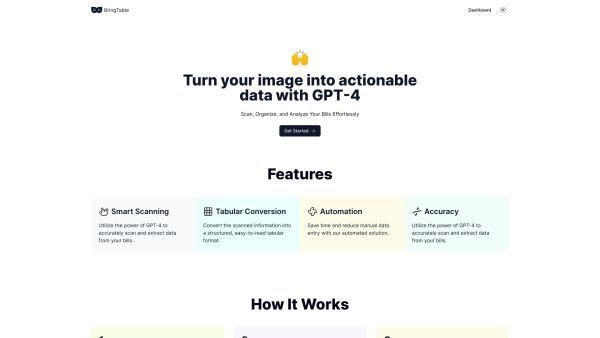 BringTable
Dashboard
Turn your image into actionable
data with GPT-4
Scan, Organize, and Analyze Your Bills Effortlessly
Get Started →
Features
Smart Scanning
Utilize the power of GPT-4 to
accurately scan and extract data
from your bills.
Tabular Conversion
Convert the scanned information into
a structured, easy-to-read tabular
format.
Automation
Save time and reduce manual data
entry with our automated solution.
Accuracy
Utilize the power of GPT-4 to
accurately scan and extract data
from your bills.
How It Works